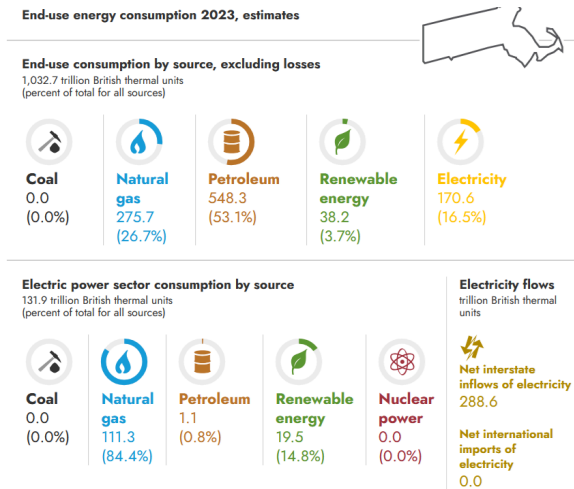 End-use energy consumption 2023, estimates
End-use consumption by source, excluding losses
1,032.7 trillion British thermal units
(percent of total for all sources)
Coal
0.0
(0.0%)
Natural
gas
275.7
(26.7%)
Petroleum
548.3
(53.1%)
Renewable
energy
38.2
(3.7%)
Electricity
170.6
(16.5%)
Electric power sector consumption by source
131.9 trillion British thermal units
(percent of total for all sources)
Coal
0.0
(0.0%)
Natural
gas
111.3
(84.4%)
Petroleum
1.1
(0.8%)
Renewable
energy
19.5
(14.8%)
Nuclear
power
0.0
(0.0%)
Electricity flows
trillion British thermal
units
Net interstate
inflows of electricity
288.6
Net international
imports of
electricity
0.0